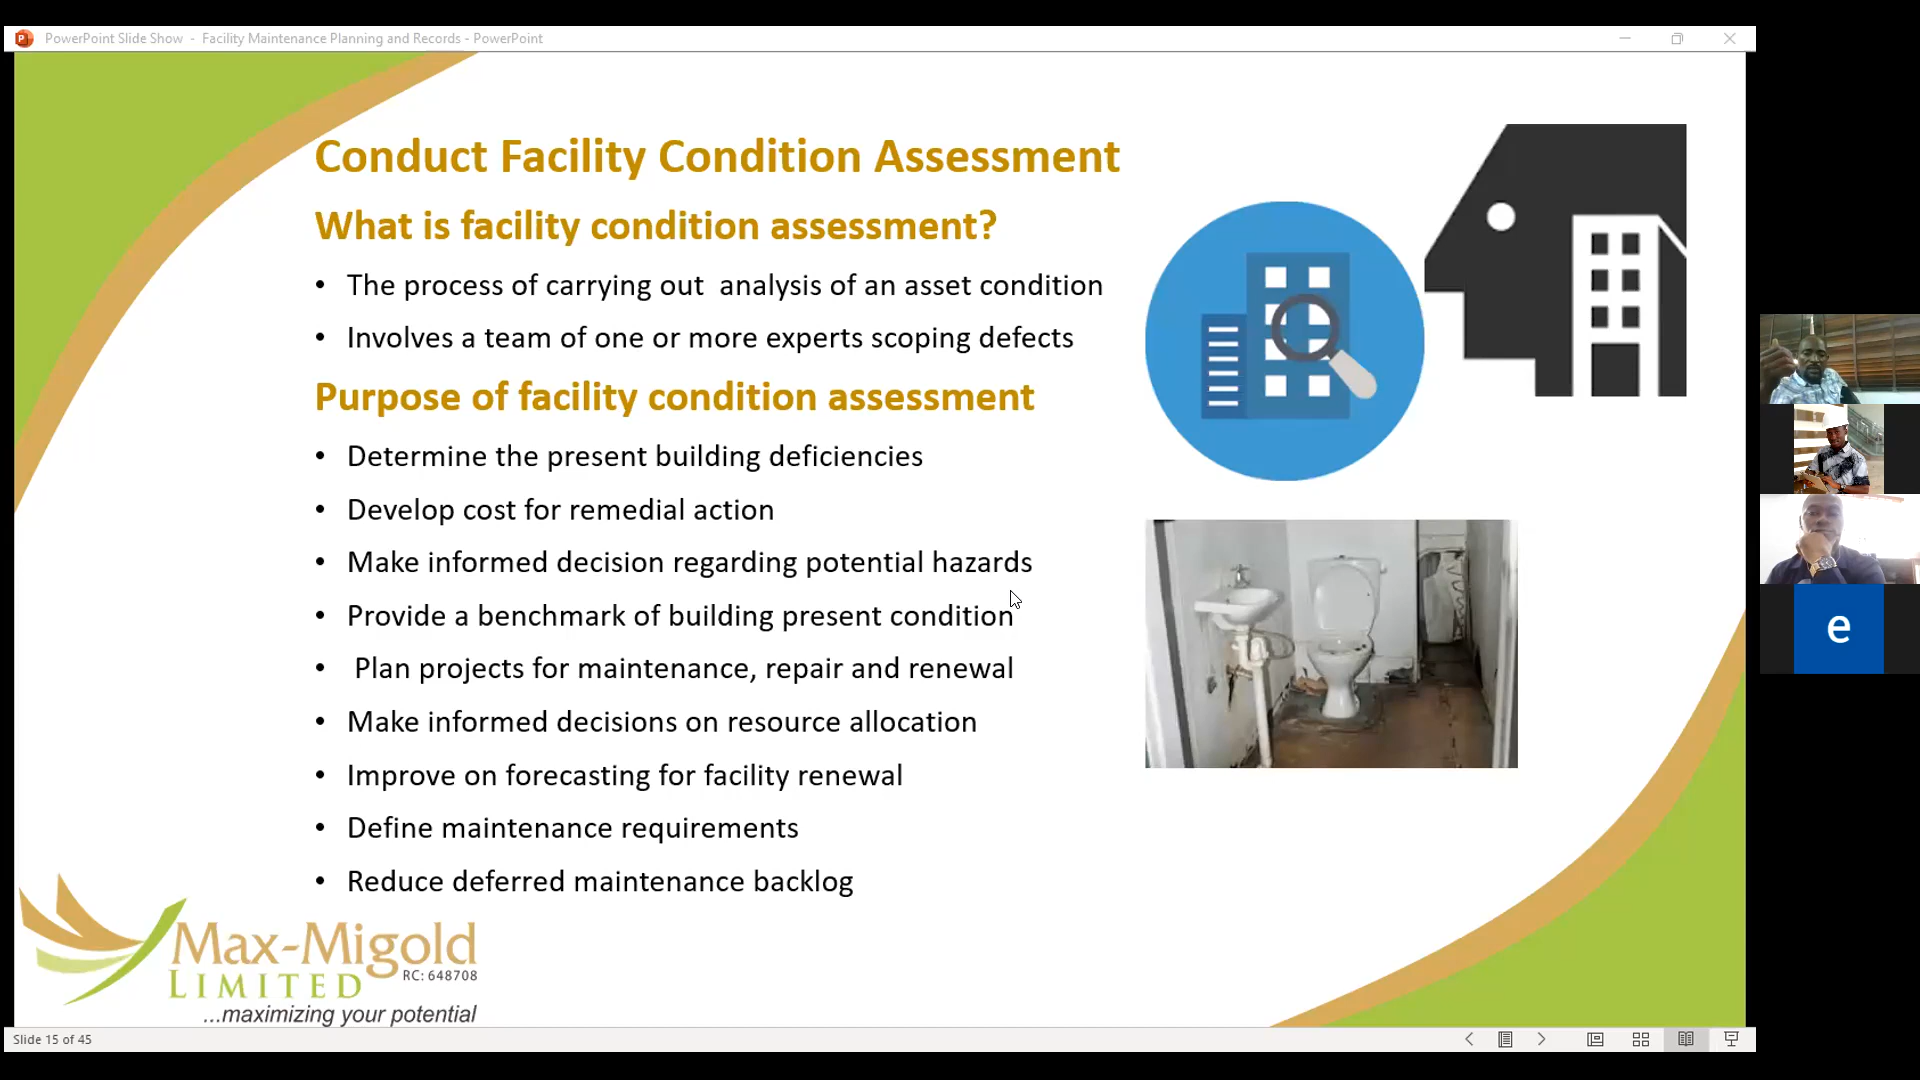 PowerPoint Slide Show - Facility Maintenance Planning and Records - PowerPoint
Conduct Facility Condition Assessment
What is facility condition assessment?
• The process of carrying out analysis of an asset condition
• Involves a team of one or more experts scoping defects
Purpose of facility condition assessment
• Determine the present building deficiencies
• Develop cost for remedial action
• Make informed decision regarding potential hazards
• Provide a benchmark of building present condition
• Plan projects for maintenance, repair and renewal
• Make informed decisions on resource allocation
• Improve on forecasting for facility renewal
• Define maintenance requirements
• Reduce deferred maintenance backlog
Max-Migold
LIMITED RC: 648708
...maximizing your potential
Slide 15 of 45
e